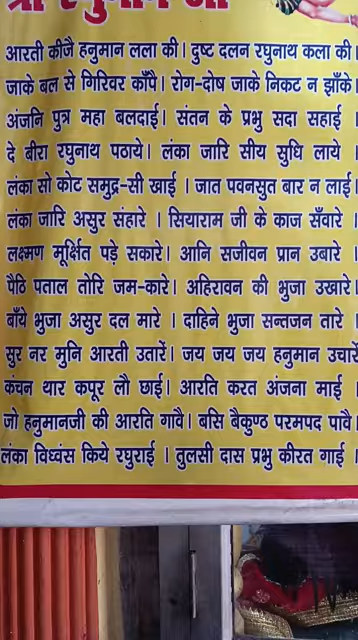 श्री हनुमान जी
आरती कीजै हनुमान लला की। दुष्ट दलन रघुनाथ कला की।
जाके बल से गिरिवर काँपै। रोग-दोष जाके निकट न झाँके।
अंजनि पुत्र महा बलदाई। संतन के प्रभु सदा सहाई ।
दे बीरा रघुनाथ पठाये। लंका जारि सीय सुधि लाये ।
लंका सो कोट समुद्र-सी खाई । जात पवनसुत बार न लाई।
लंका जारि असुर संहारे । सियाराम जी के काज सँवारे ।
लक्ष्मण मूर्क्षित पड़े सकारे। आनि सजीवन प्रान उबारे ।
पैठि पताल तोरि जम-कारे। अहिरावन की भुजा उखारे।
बाँये भुजा असुर दल मारे । दाहिने भुजा सन्तजन तारे ।
सुर नर मुनि आरती उतारें। जय जय जय हनुमान उचारें
कंचन थार कपूर लौ छाई। आरति करत अंजना माई ।
जो हनुमानजी की आरति गावै। बसि बैकुण्ठ परमपद पावै।
लंका विध्वंस किये रघुराई । तुलसी दास प्रभु कीरत गाई ।